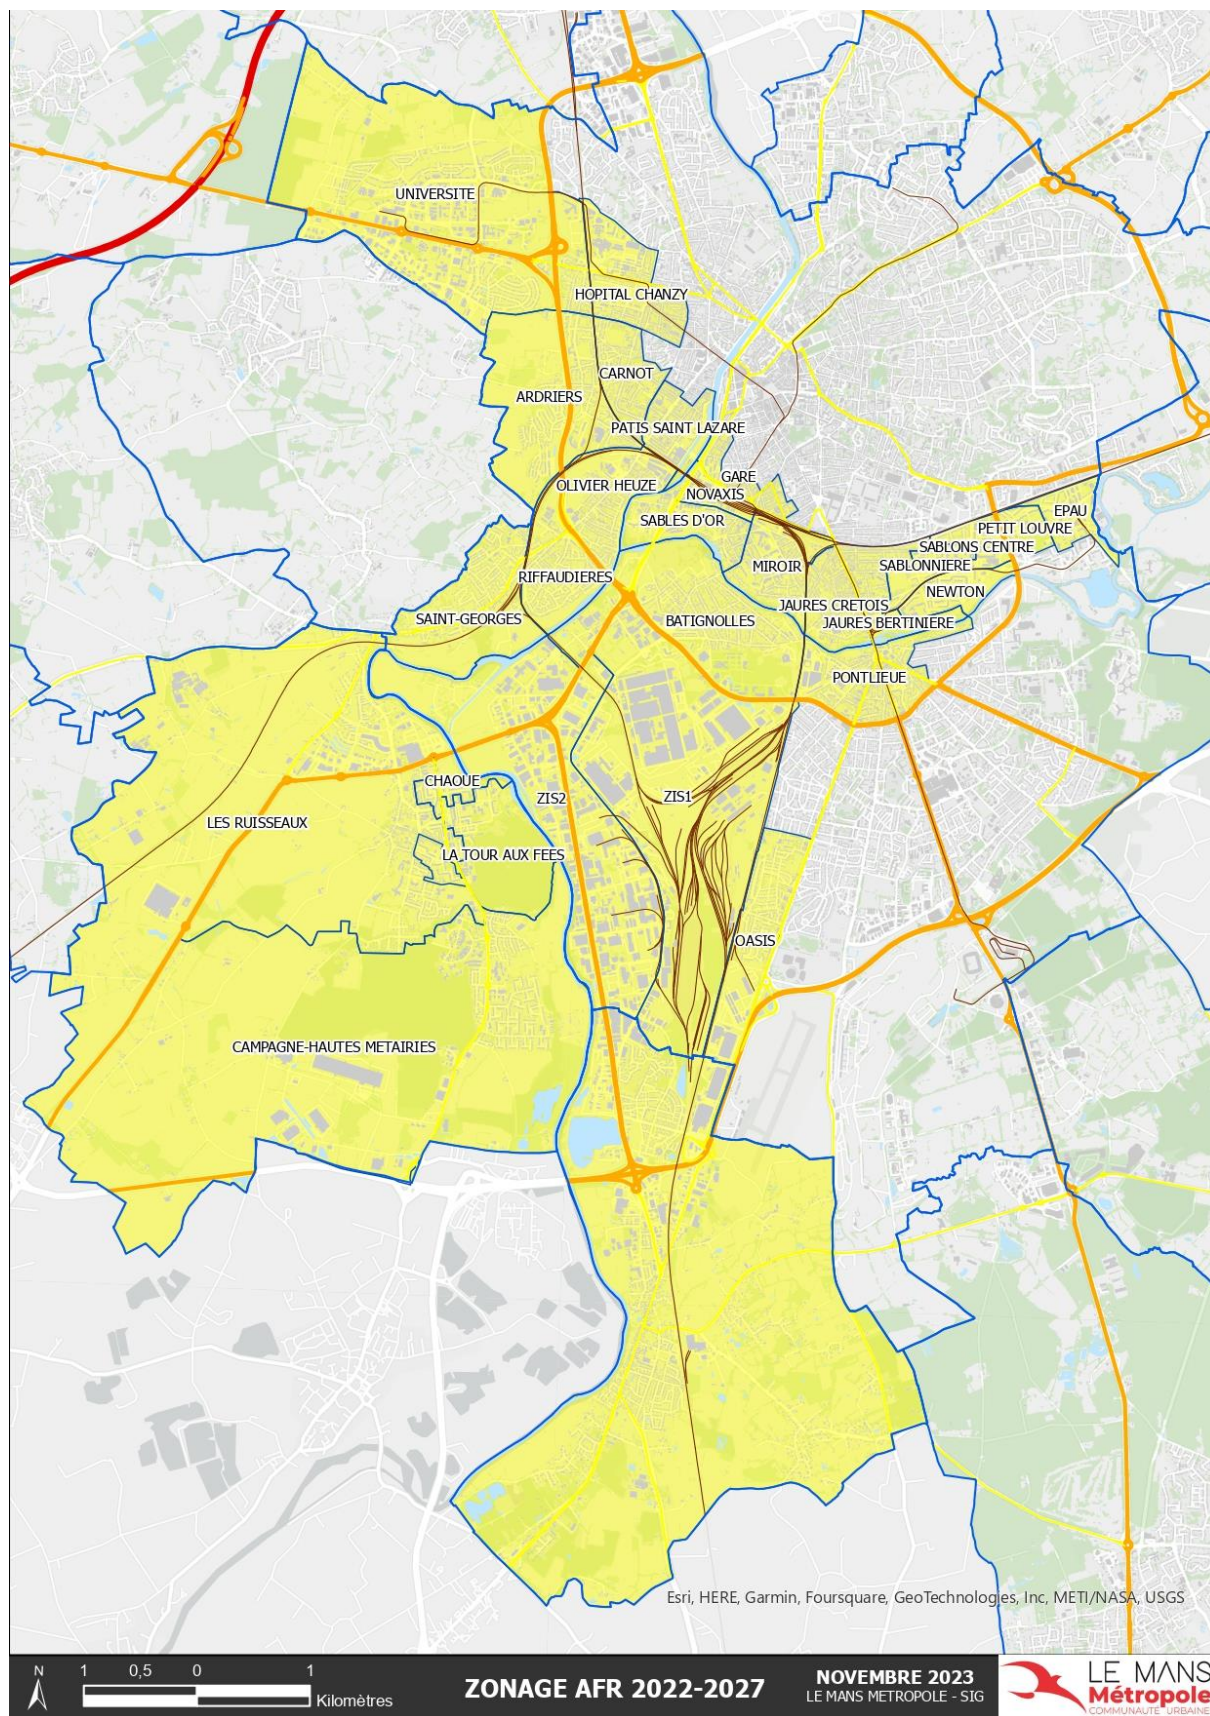 UNIVERSITE
HOPITAL CHANZY
CARNOT
ARDRIERS
PATIS SAINT LAZARE
GARE
OLIVIER HEUZE
NOVAXIS
EPAU
SABLES D'OR
PETIT LOUVRE
SABLONS CENTRE
MIROIR
SABLONNIERE
RIFFAUDIERES
NEWTON
JAURES CRETOIS
SAINT-GEORGES
BATIGNOLLES
JAURES BERTINIERE
PONTLIEUE
CHAOUE
ZIS2
ZIS1
LES RUISSEAUX
LA TOUR AUX FEES
OASIS
CAMPAGNE-HAUTES METAIRIES
Esri, HERE, Garmin, Foursquare, GeoTechnologies, Inc, METI/NASA, USGS
N
1 0,5 0 1
Kilomètres
ZONAGE AFR 2022-2027
NOVEMBRE 2023
LE MANS METROPOLE - SIG
LE MANS
Métropole
COMMUNAUTÉ URBAINE